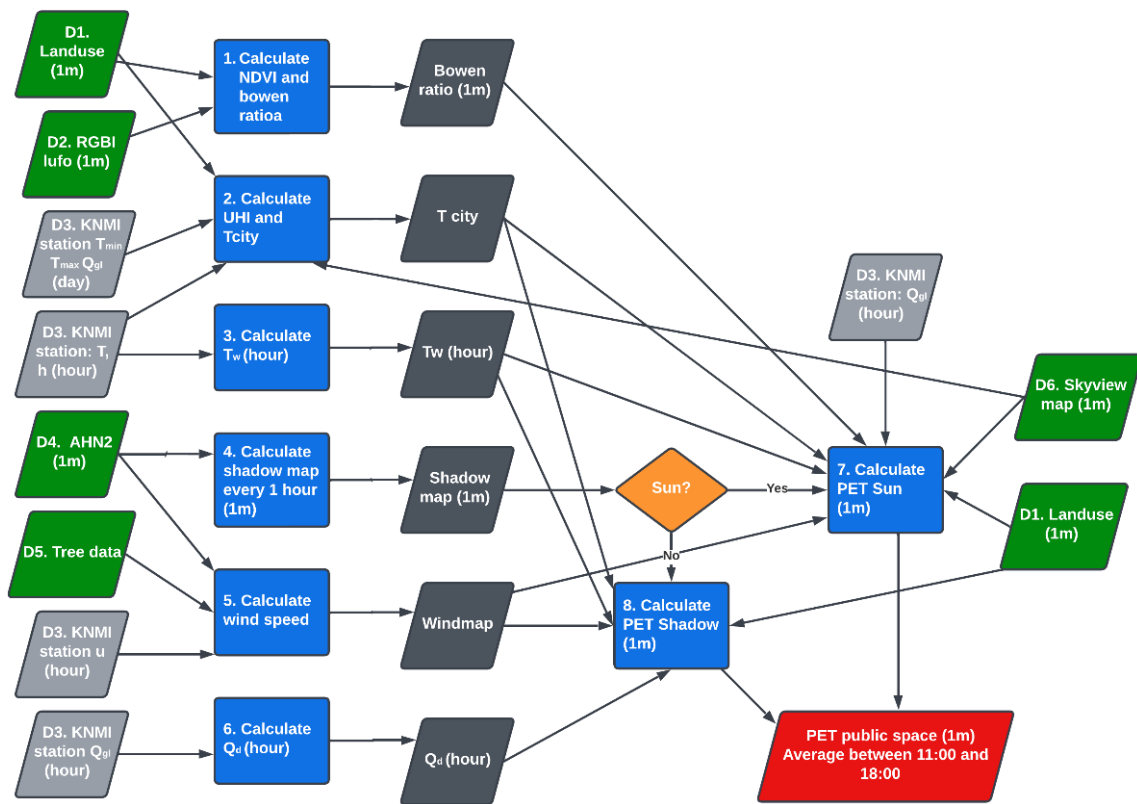 D1.
Landuse
(1m)
1. Calculate
NDVI and
bowen
ratioa
Bowen
ratio (1m)
D2. RGBI
lufo (1m)
2. Calculate
UHI and
Tcity
T city
D3. KNMI
station Tmin
Tmax Qgl
(day)
D3. KNMI
station: Qgl
(hour)
D3. KNMI
station: T,
h (hour)
3. Calculate
Tw (hour)
Tw (hour)
D6. Skyview
map (1m)
D4. AHN2
(1m)
4. Calculate
shadow map
every 1 hour
(1m)
Shadow
map (1m)
Sun?
Yes
No
7. Calculate
PET Sun
(1m)
D1. Landuse
(1m)
D5. Tree data
5. Calculate
wind speed
Windmap
8. Calculate
PET Shadow
(1m)
D3. KNMI
station u
(hour)
D3. KNMI
station Qgl
(hour)
6. Calculate
Qd (hour)
Qd (hour)
PET public space (1m)
Average between 11:00 and
18:00